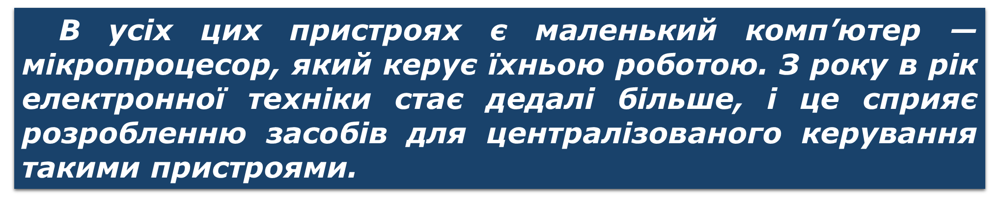 В усіх цих пристроях є маленький комп’ютер —
мікропроцесор, який керує їхньою роботою. З року в рік
електронної техніки стає дедалі більше, і це сприяє
розробленню засобів для централізованого керування
такими пристроями.